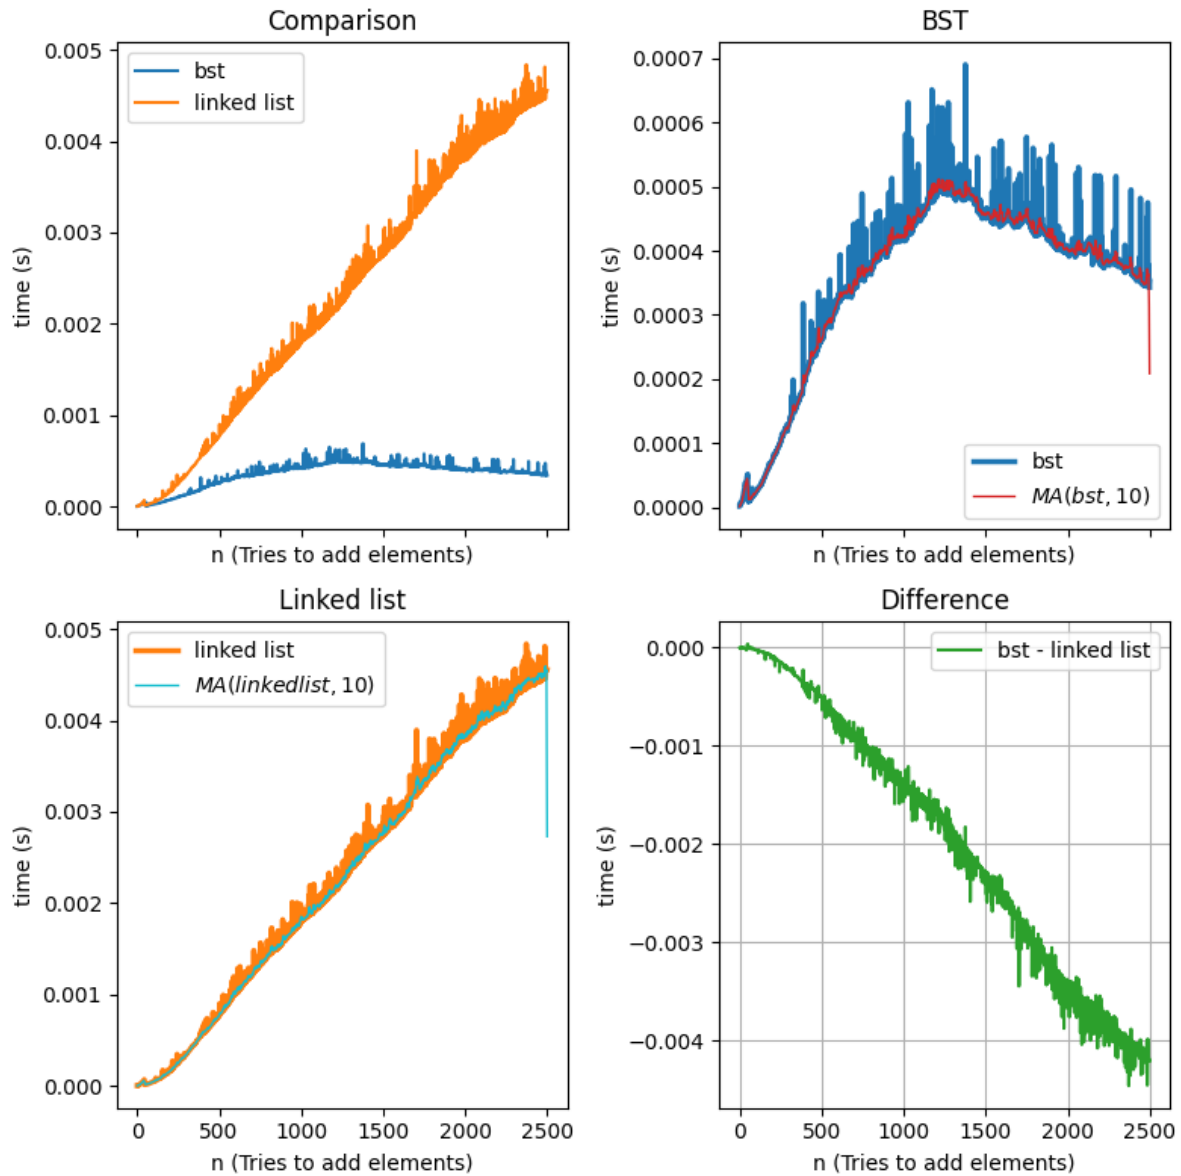 Comparison
0.005
0.004
0.003
0.002
0.001
0.000
time (s)
bst
linked list
n (Tries to add elements)
BST
0.0007
0.0006
0.0005
0.0004
0.0003
0.0002
0.0001
0.0000
time (s)
bst
MA(bst, 10)
n (Tries to add elements)
Linked list
0.005
0.004
0.003
0.002
0.001
0.000
time (s)
linked list
MA(linkedlist, 10)
0 500 1000 1500 2000 2500
n (Tries to add elements)
Difference
0.000
−0.001
−0.002
−0.003
−0.004
time (s)
bst - linked list
0 500 1000 1500 2000 2500
n (Tries to add elements)